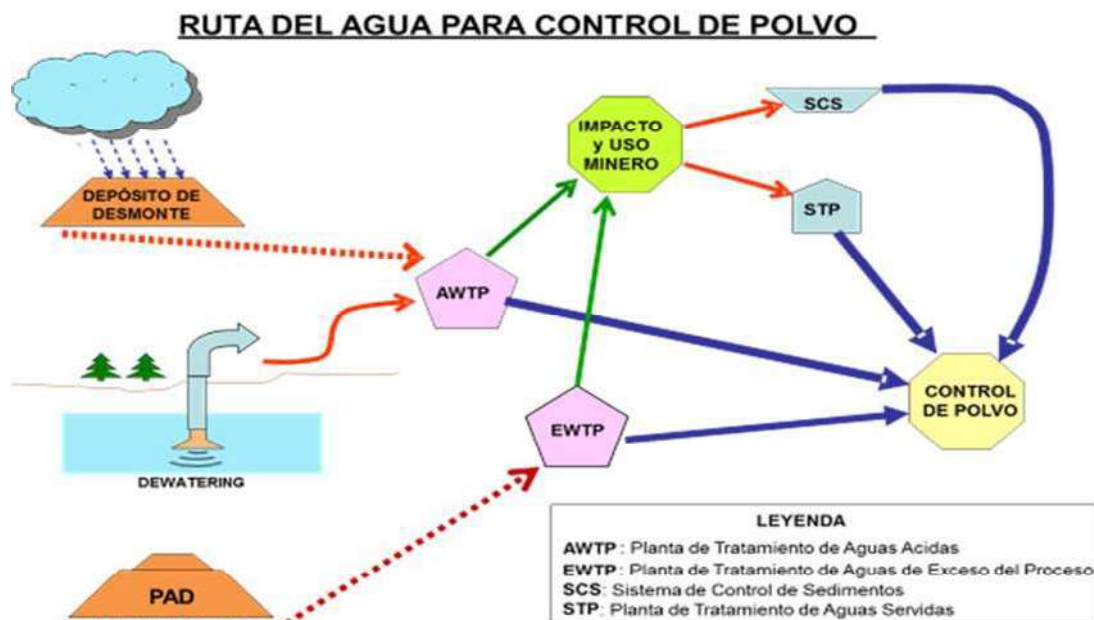 RUTA DEL AGUA PARA CONTROL DE POLVO
DEPÓSITO DE
DESMONTE
IMPACTO
y USO
MINERO
SCS
STP
AWTP
DEWATERING
EWTP
CONTROL
DE POLVO
PAD
LEYENDA
AWTP : Planta de Tratamiento de Aguas Acidas
EWTP : Planta de Tratamiento de Aguas de Exceso del Proceso
SCS: Sistema de Control de Sedimentos
STP: Planta de Tratamiento de Aguas Servidas